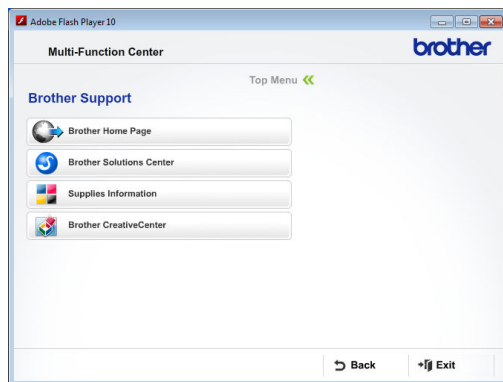 Adobe Flash Player 10
Multi-Function Center
brother
Top Menu
Brother Support
Brother Home Page
Brother Solutions Center
Supplies Information
Brother CreativeCenter
Back
Exit